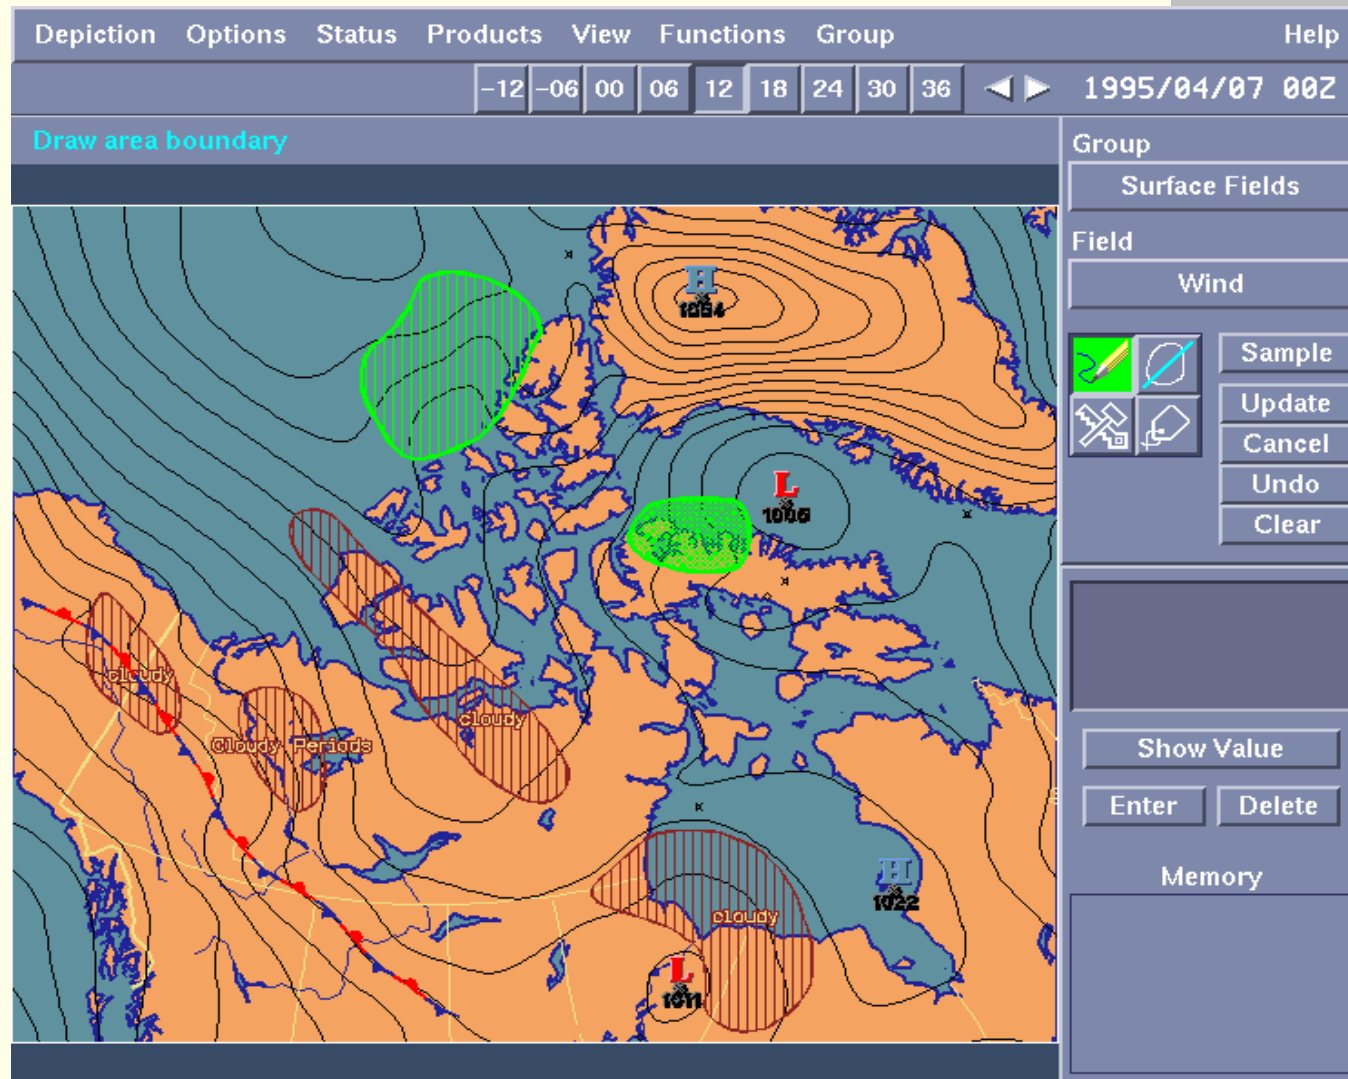 Depiction Options Status Products View Functions Group Help
-12 -06 00 06 12 18 24 30 36 1995/04/07 00Z
Draw area boundary
Group
Surface Fields
Field
Wind
Sample
Update
Cancel
Undo
Clear
Show Value
Enter Delete
Memory
H
L
1006
cloudy
cloudy
Cloudy Periods
H
1022
cloudy
L
1011